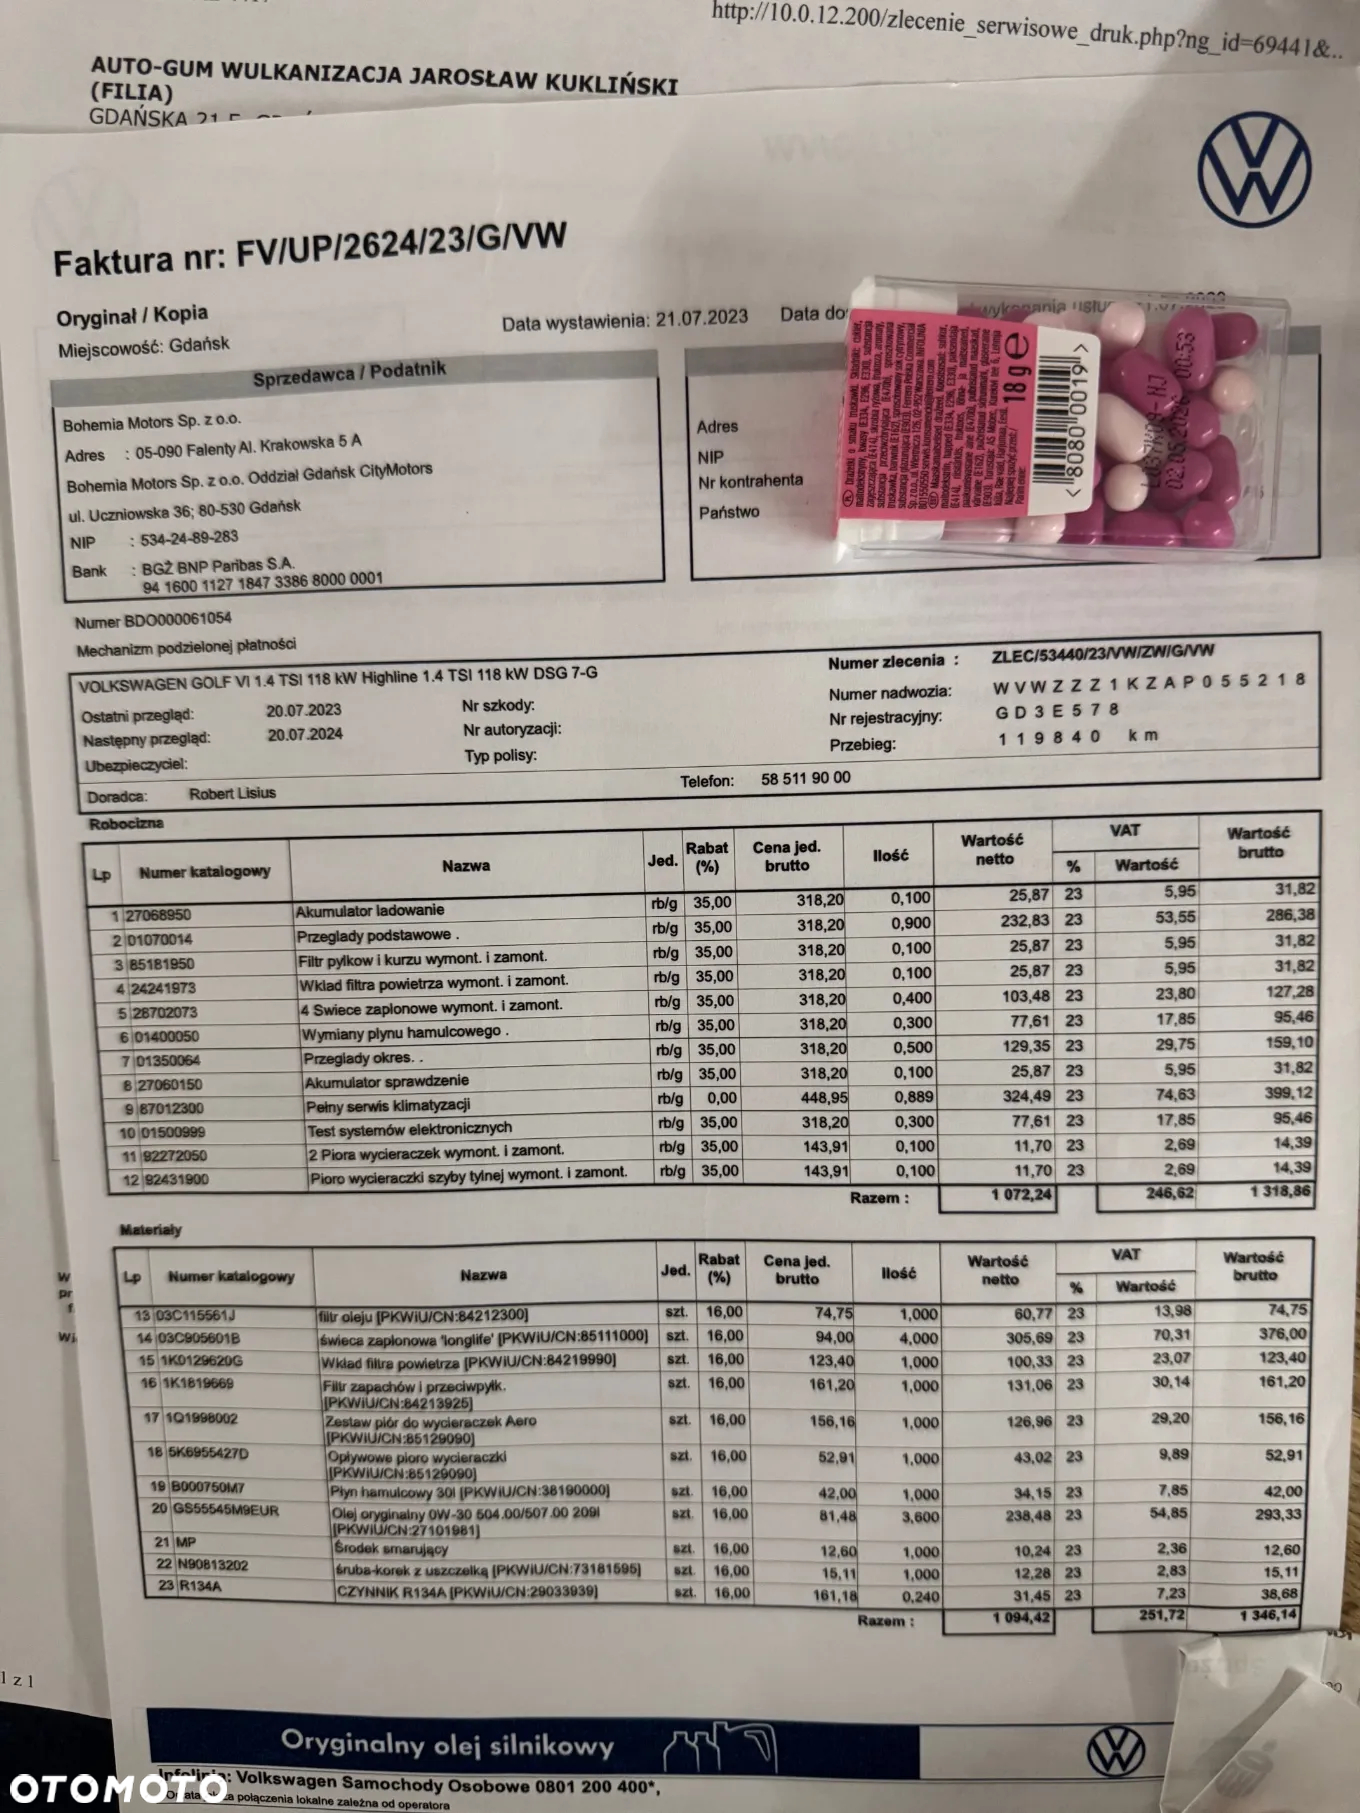 http://10.0.12.200/zlecenie_serwisowe_druk.php?ng_id=69441&..
AUTO-GUM WULKANIZACJA JAROSŁAW KUKLIŃSKI
(FILIA)
GDAŃSKA 21
Faktura nr: FV/UP/2624/23/G/VW
Oryginał / Kopia
Miejscowość: Gdańsk
Data wystawienia: 21.07.2023
Data
wykonania
Sprzedawca / Podatnik
Bohemia Motors Sp. z o.o.
Adres : 05-090 Falenty Al. Krakowska 5 A
Bohemia Motors Sp. z o.o. Oddział Gdańsk CityMotors
ul. Uczniowska 36; 80-530 Gdańsk
NIP : 534-24-89-283
Bank : BGŻ BNP Paribas S.A.
94 1600 1127 1847 3386 8000 0001
Adres
NIP
Nr kontrahenta
Państwo
18 g e
<80800019>
L037K09- NJ
02.05.2026 00:53
Numer BDO000061054
Mechanizm podzielonej płatności
VOLKSWAGEN GOLF VI 1.4 TSI 118 kW Highline 1.4 TSI 118 kW DSG 7-G
Ostatni przegląd: 20.07.2023 Nr szkody:
Następny przegląd: 20.07.2024 Nr autoryzacji:
Ubezpieczyciel: Typ polisy:
Numer zlecenia : ZLEC/53440/23/VW/ZW/G/VW
Numer nadwozia: WVWZZZ1KZAP055218
Nr rejestracyjny: GD3E578
Przebieg: 119840 km
Doradca: Robert Lisius Telefon: 58 511 90 00
Robocizna
Lp Numer katalogowy Nazwa Jed. Rabat (%) Cena jed. brutto Ilość Wartość netto VAT % Wartość Wartość brutto
1 27068950 Akumulator ladowanie rb/g 35,00 318,20 0,100 25,87 23 5,95 31,82
2 01070014 Przeglady podstawowe . rb/g 35,00 318,20 0,900 232,83 23 53,55 286,38
3 85181950 Filtr pylkow i kurzu wymont. i zamont. rb/g 35,00 318,20 0,100 25,87 23 5,95 31,82
4 24241973 Wklad filtra powietrza wymont. i zamont. rb/g 35,00 318,20 0,100 25,87 23 5,95 31,82
5 28702073 4 Swiece zaplonowe wymont. i zamont. rb/g 35,00 318,20 0,400 103,48 23 23,80 127,28
6 01400050 Wymiany plynu hamulcowego . rb/g 35,00 318,20 0,300 77,61 23 17,85 95,46
7 01350064 Przeglady okres. . rb/g 35,00 318,20 0,500 129,35 23 29,75 159,10
8 27060150 Akumulator sprawdzenie rb/g 35,00 318,20 0,100 25,87 23 5,95 31,82
9 87012300 Pełny serwis klimatyzacji rb/g 0,00 448,95 0,889 324,49 23 74,63 399,12
10 01500999 Test systemów elektronicznych rb/g 35,00 318,20 0,300 77,61 23 17,85 95,46
11 92272050 2 Piora wycieraczek wymont. i zamont. rb/g 35,00 143,91 0,100 11,70 23 2,69 14,39
12 92431900 Pioro wycieraczki szyby tylnej wymont. i zamont. rb/g 35,00 143,91 0,100 11,70 23 2,69 14,39
Razem : 1 072,24 246,62 1 318,86
Materiały
Lp Numer katalogowy Nazwa Jed. Rabat (%) Cena jed. brutto Ilość Wartość netto VAT % Wartość Wartość brutto
13 03C115561J filtr oleju [PKWiU/CN:84212300] szt. 16,00 74,75 1,000 60,77 23 13,98 74,75
14 03C905601B świeca zapłonowa 'longlife' [PKWiU/CN:85111000] szt. 16,00 94,00 4,000 305,69 23 70,31 376,00
15 1K0129620G Wkład filtra powietrza [PKWiU/CN:84219990] szt. 16,00 123,40 1,000 100,33 23 23,07 123,40
16 1K1819669 Filtr zapachów i przeciwpyłk. szt. 16,00 161,20 1,000 131,06 23 30,14 161,20
[PKWiU/CN:84213925]
17 1Q1998002 Zestaw piór do wycieraczek Aero szt. 16,00 156,16 1,000 126,96 23 29,20 156,16
[PKWiU/CN:85129090]
18 5K6955427D Opływowe pioro wycieraczki szt. 16,00 52,91 1,000 43,02 23 9,89 52,91
[PKWiU/CN:85129090]
19 B000750M7 Płyn hamulcowy 30l [PKWiU/CN:38190000] szt. 16,00 42,00 1,000 34,15 23 7,85 42,00
20 GS55545M9EUR Olej oryginalny 0W-30 504.00/507.00 209l szt. 16,00 81,48 3,600 238,48 23 54,85 293,33
[PKWiU/CN:27101981]
21 MP Środek smarujący szt. 16,00 12,60 1,000 10,24 23 2,36 12,60
22 N90813202 śruba-korek z uszczelką [PKWiU/CN:73181595] szt. 16,00 15,11 1,000 12,28 23 2,83 15,11
23 R134A CZYNNIK R134A [PKWiU/CN:29033939] szt. 16,00 161,18 0,240 31,45 23 7,23 38,68
Razem : 1 094,42 251,72 1 346,14
1 z 1
Oryginalny olej silnikowy
Infolinia: Volkswagen Samochody Osobowe 0801 200 400*,
połączenia lokalne zależna od operatora
OTOMOTO